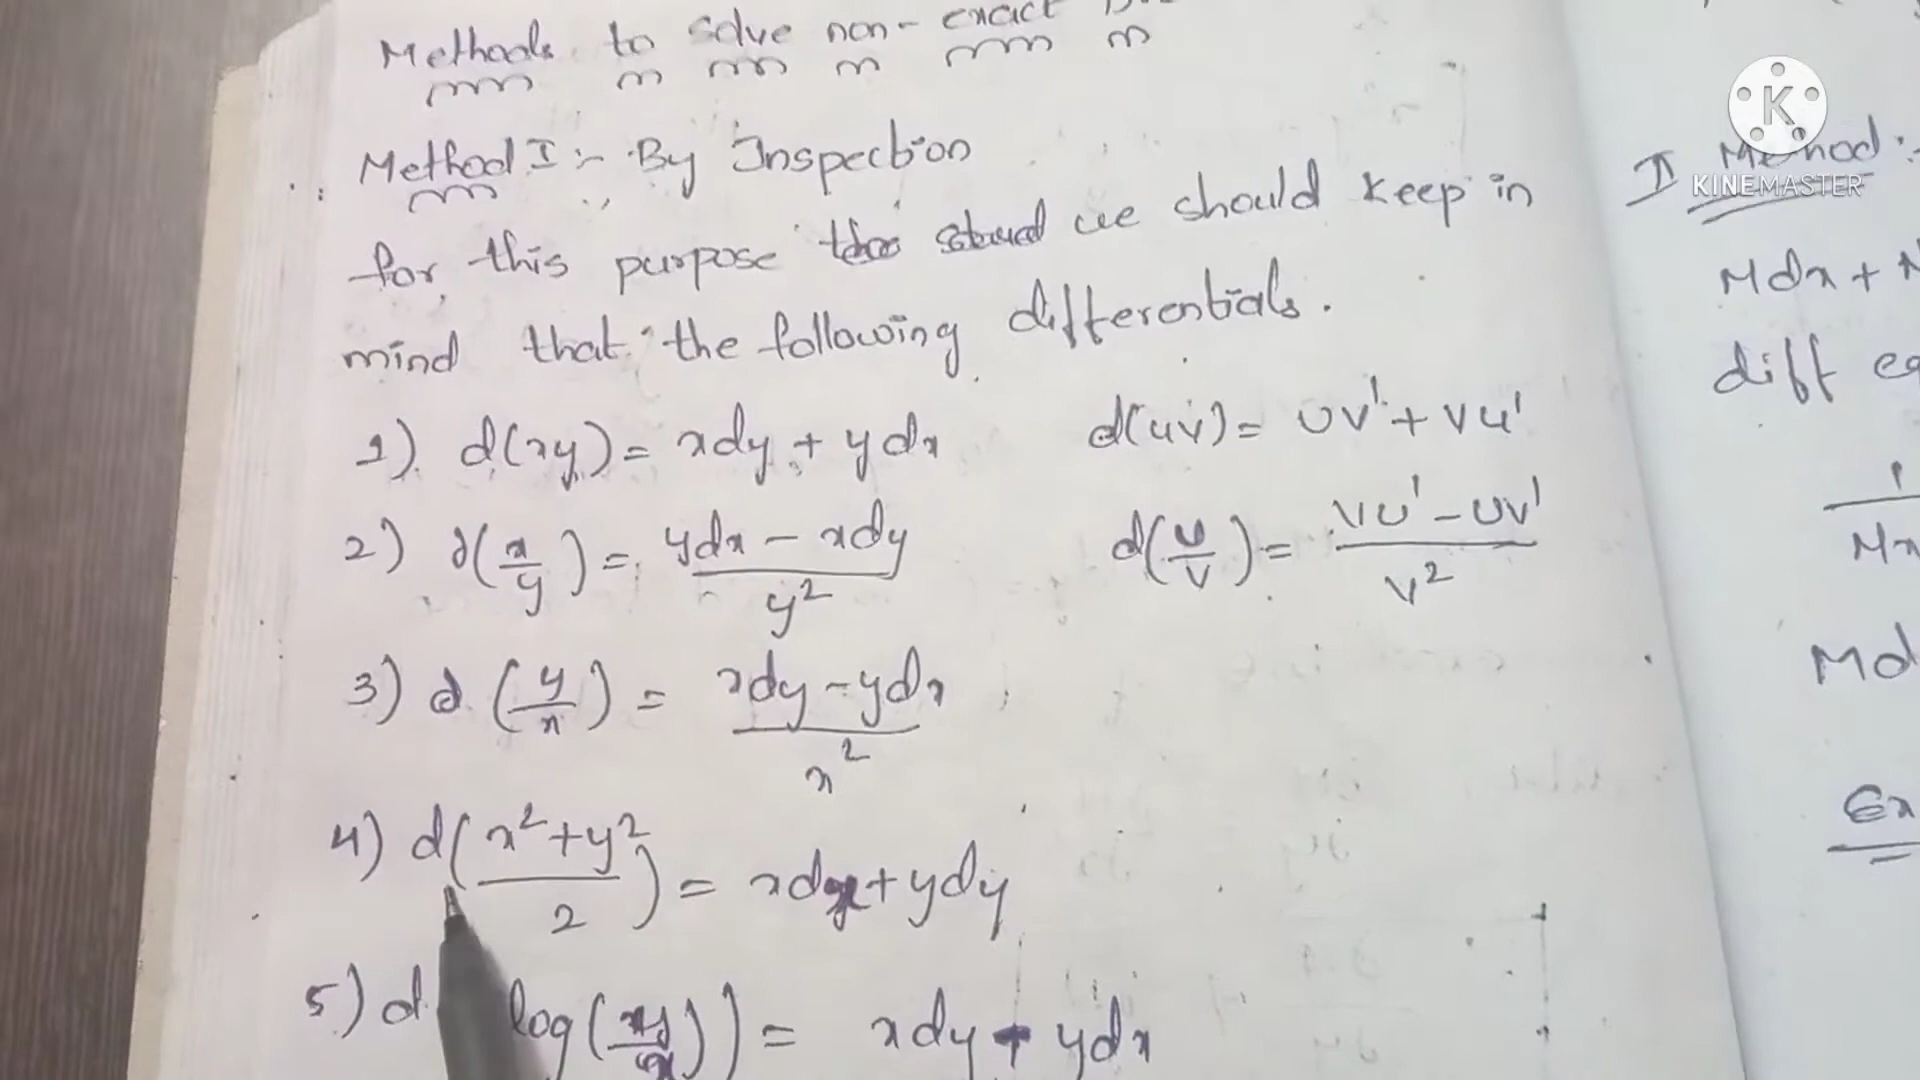 Methods to solve non-exact
Method I :- By Inspection
for this purpose we should keep in
mind that the following differentials.
1) d(xy) = xdy + ydx
d(uv) = UV' + VU'
2) d(x/y) = ydx - xdy / y²
d(U/V) = VU' - UV' / V²
3) d(y/x) = xdy - ydx / x²
4) d(x² + y² / 2) = xdx + ydy
5) d log( ) = xdy ydx
K
KINEMASTER
II Method :-
Mdx +
diff
1
Md
Ex